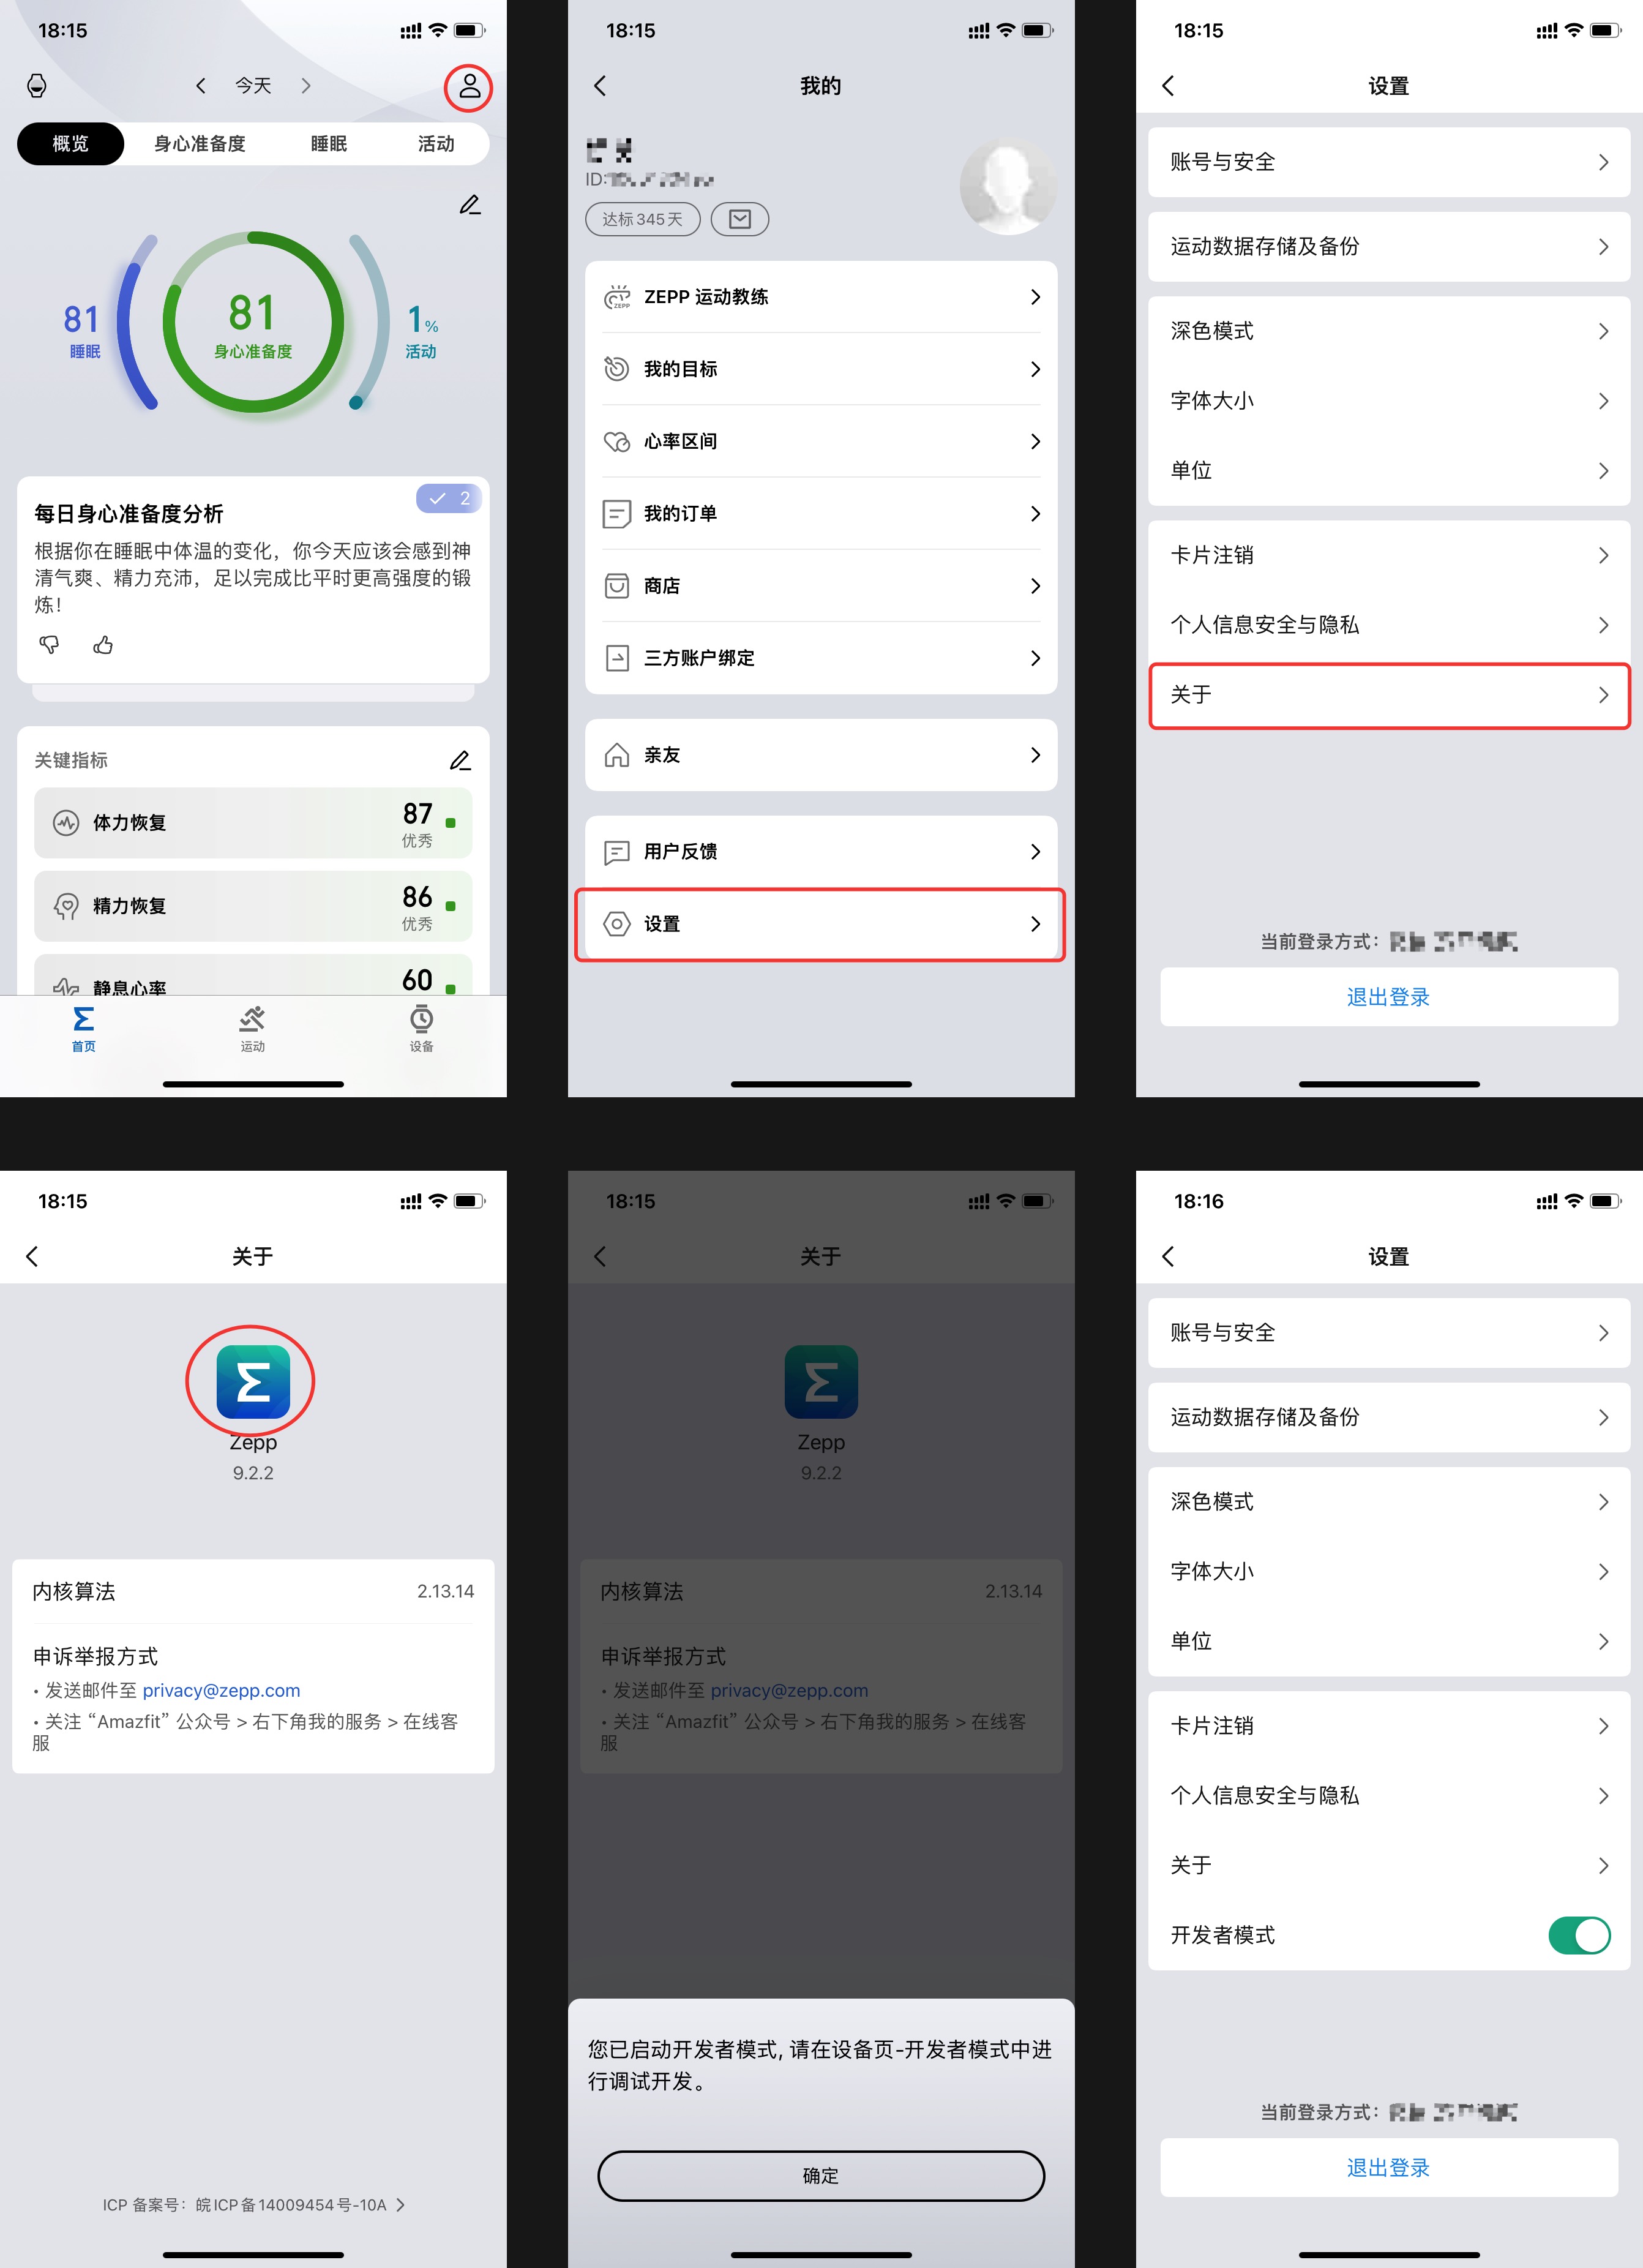 18:15
今天
概览 身心准备度 睡眠 活动
81
睡眠
81
身心准备度
1%
活动
2
每日身心准备度分析
根据你在睡眠中体温的变化，你今天应该会感到神
清气爽、精力充沛，足以完成比平时更高强度的锻
炼！
关键指标
体力恢复 87
优秀
精力恢复 86
优秀
静息心率 60
首页 运动 设备
18:15
我的
ID:
达标345天
ZEPP 运动教练
我的目标
心率区间
我的订单
商店
三方账户绑定
亲友
用户反馈
设置
18:15
设置
账号与安全
运动数据存储及备份
深色模式
字体大小
单位
卡片注销
个人信息安全与隐私
关于
当前登录方式：
退出登录
18:15
关于
Zepp
9.2.2
内核算法 2.13.14
申诉举报方式
• 发送邮件至 privacy@zepp.com
• 关注 “Amazfit” 公众号 > 右下角我的服务 > 在线客
服
ICP 备案号：皖ICP备14009454号-10A
18:15
关于
Zepp
9.2.2
内核算法 2.13.14
申诉举报方式
• 发送邮件至 privacy@zepp.com
• 关注 “Amazfit” 公众号 > 右下角我的服务 > 在线客
服
您已启动开发者模式, 请在设备页-开发者模式中进
行调试开发。
确定
18:16
设置
账号与安全
运动数据存储及备份
深色模式
字体大小
单位
卡片注销
个人信息安全与隐私
关于
开发者模式
当前登录方式：
退出登录